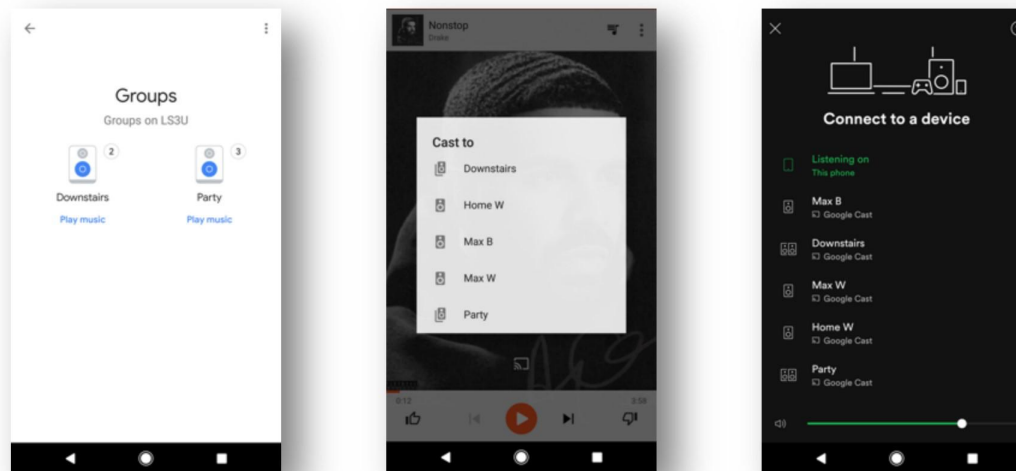 Groups
Groups on LS3U
2
3
Downstairs
Party
Play music
Play music
Nonstop
Drake
Cast to
Downstairs
Home W
Max B
Max W
Party
0:12
3:58
Connect to a device
Listening on
This phone
Max B
Google Cast
Downstairs
Google Cast
Max W
Google Cast
Home W
Google Cast
Party
Google Cast